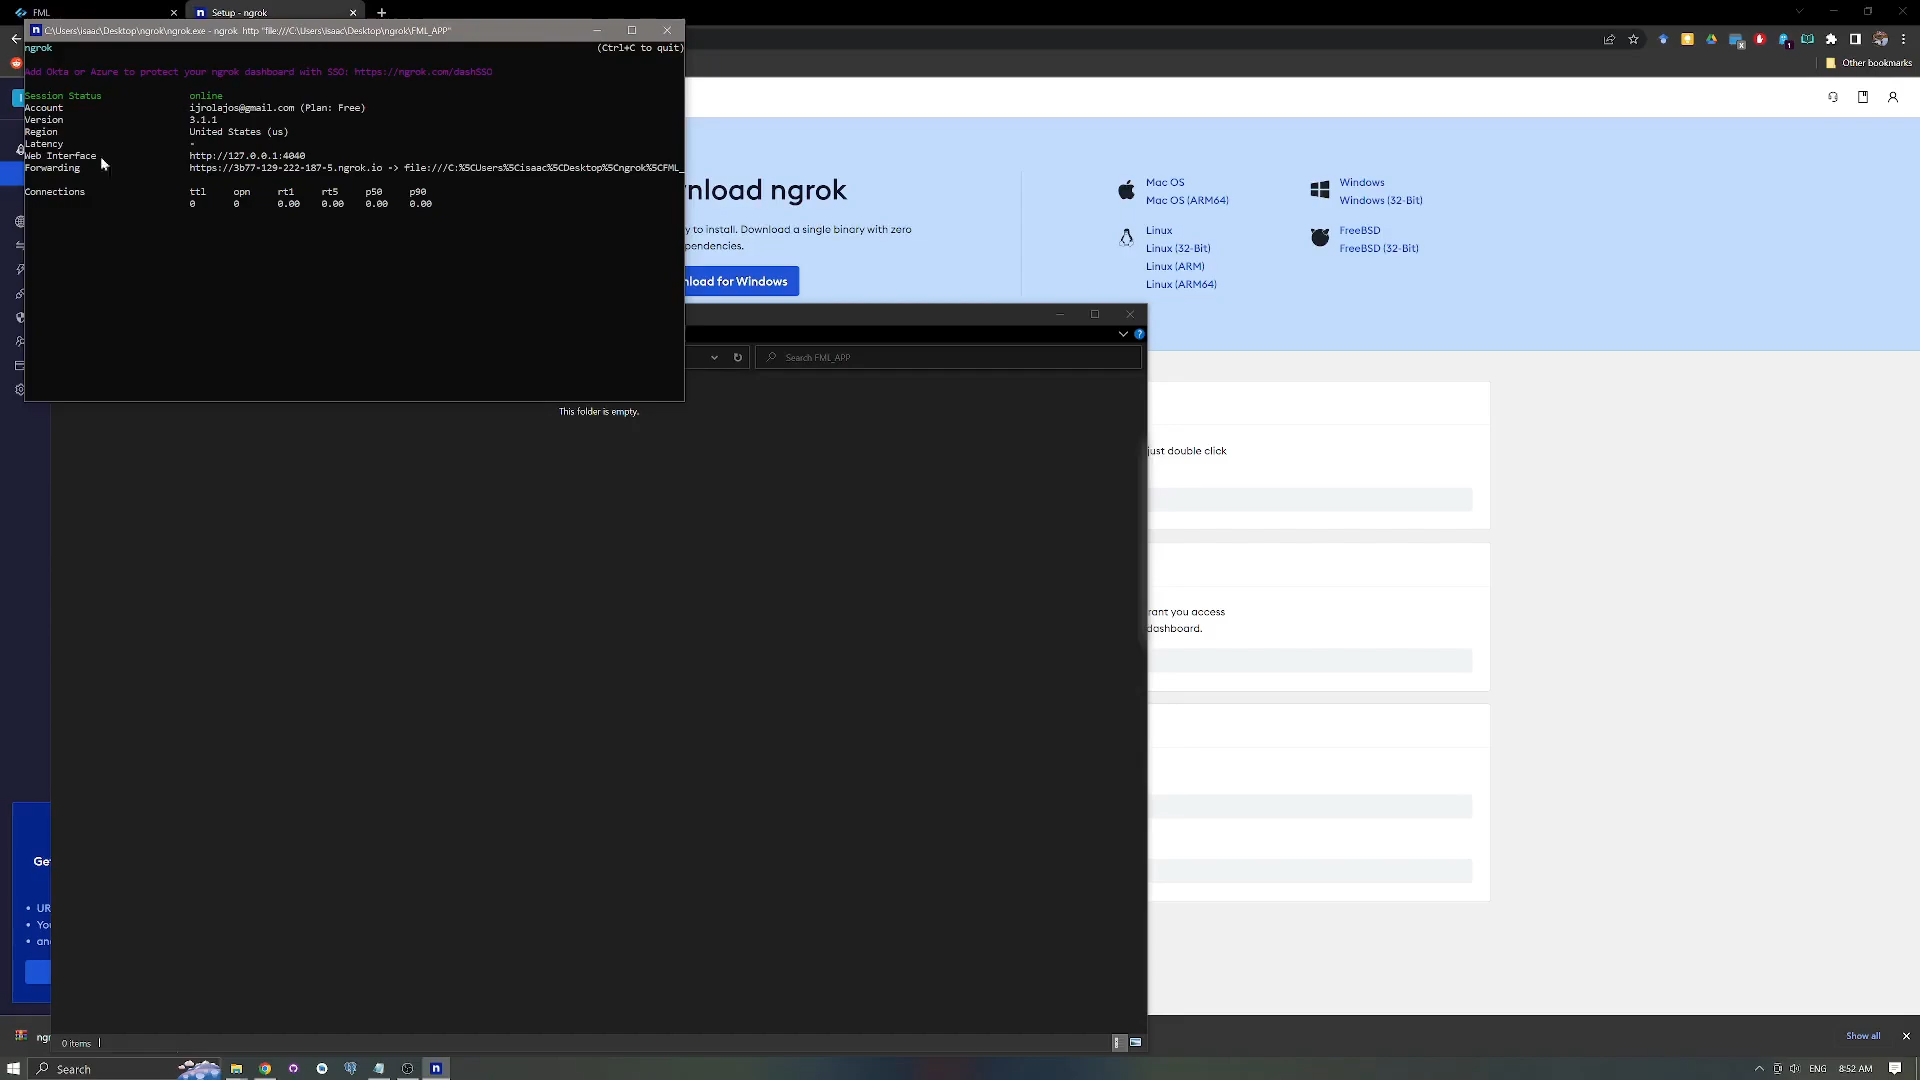 FML
Setup - ngrok
C:\Users\isaac\Desktop\ngrok\ngrok.exe - ngrok http "file:///C:\Users\isaac\Desktop\ngrok\FML_APP"
Other bookmarks
ngrok (Ctrl+C to quit)
Add Okta or Azure to protect your ngrok dashboard with SSO: https://ngrok.com/dashSSO
Session Status online
Account ijrolajos@gmail.com (Plan: Free)
Version 3.1.1
Region United States (us)
Latency -
Web Interface http://127.0.0.1:4040
Forwarding https://3b77-129-222-187-5.ngrok.io -> file:///C:%5CUsers%5Cisaac%5CDesktop%5Cngrok%5CFML_
Connections ttl opn rt1 rt5 p50 p90
0 0 0.00 0.00 0.00 0.00
nload ngrok
y to install. Download a single binary with zero
pendencies.
nload for Windows
Mac OS
Mac OS (ARM64)
Linux
Linux (32-Bit)
Linux (ARM)
Linux (ARM64)
Windows
Windows (32-Bit)
FreeBSD
FreeBSD (32-Bit)
Search FML_APP
This folder is empty.
just double click
rant you access
dashboard.
Get
• UR
• You
• and
0 items
ngr
Show all
Search
ENG
8:52 AM